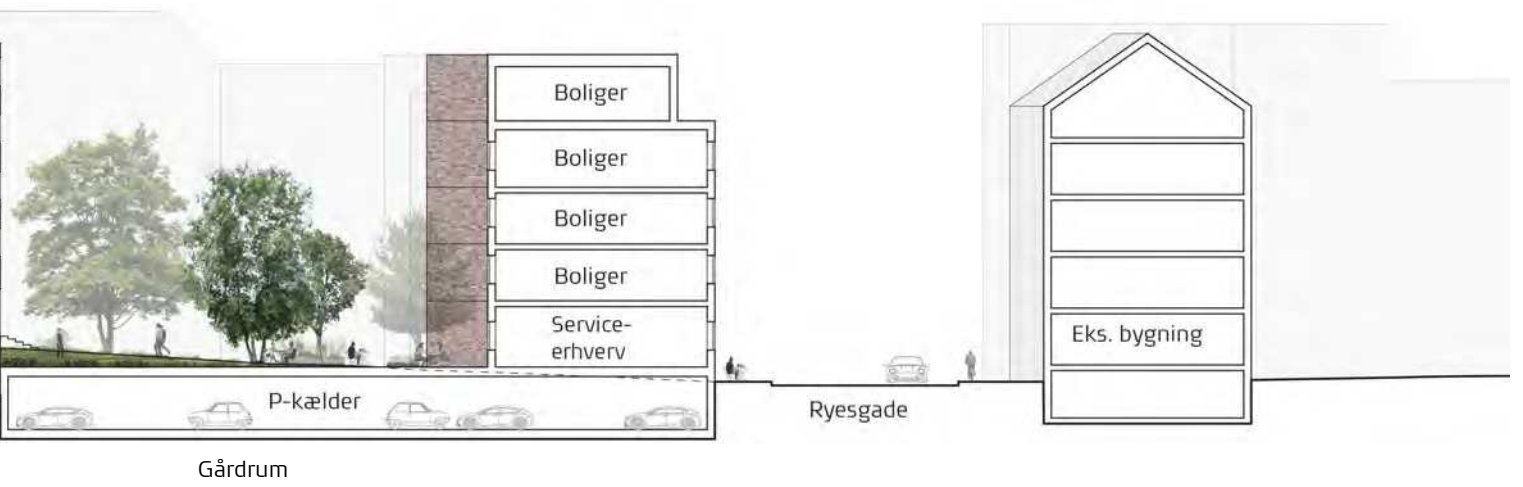 Boliger
Boliger
Boliger
Boliger
Service-
erhverv
P-kælder
Gårdrum
Ryesgade
Eks. bygning